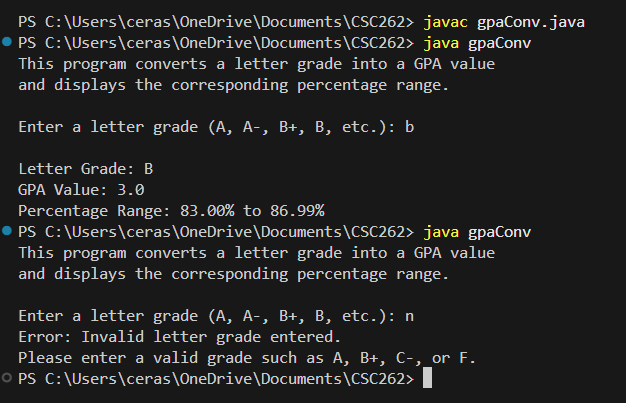 PS C:\Users\ceras\OneDrive\Documents\CSC262> javac gpaConv.java
PS C:\Users\ceras\OneDrive\Documents\CSC262> java gpaConv
This program converts a letter grade into a GPA value
and displays the corresponding percentage range.
Enter a letter grade (A, A-, B+, B, etc.): b
Letter Grade: B
GPA Value: 3.0
Percentage Range: 83.00% to 86.99%
PS C:\Users\ceras\OneDrive\Documents\CSC262> java gpaConv
This program converts a letter grade into a GPA value
and displays the corresponding percentage range.
Enter a letter grade (A, A-, B+, B, etc.): n
Error: Invalid letter grade entered.
Please enter a valid grade such as A, B+, C-, or F.
PS C:\Users\ceras\OneDrive\Documents\CSC262>